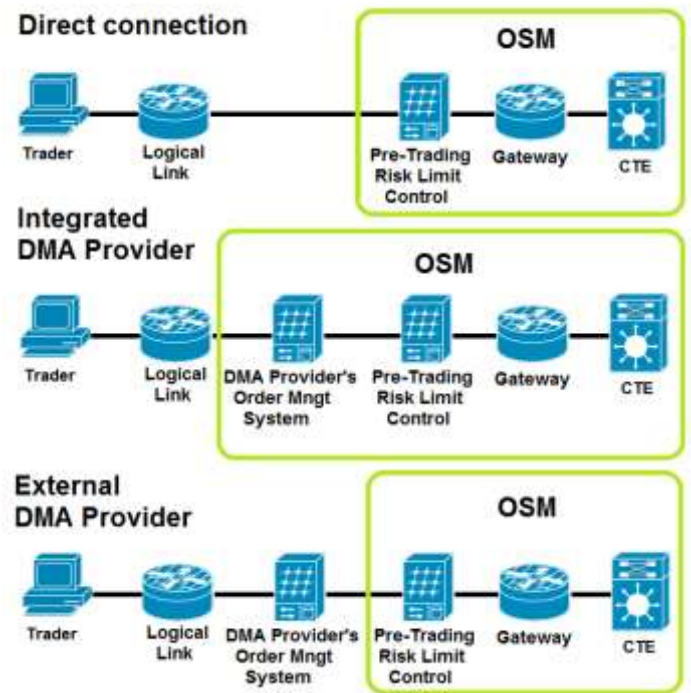 Direct connection
OSM
Trader
Logical
Link
Pre-Trading
Risk Limit
Control
Gateway
CTE
Integrated
DMA Provider
OSM
Trader
Logical
Link
DMA Provider's
Order Mngt
System
Pre-Trading
Risk Limit
Control
Gateway
CTE
External
DMA Provider
OSM
Trader
Logical
Link
DMA Provider's
Order Mngt
System
Pre-Trading
Risk Limit
Control
Gateway
CTE